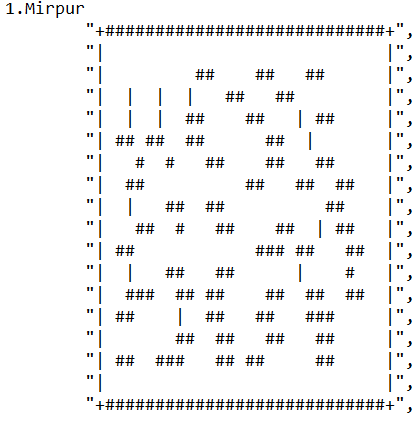 1.Mirpur
        "+############################+",
        "|                            |",
        "|         ##    ##   ##      |",
        "|  |  |  |   ##   ##         |",
        "|  |  |  ##    ##   | ##     |",
        "| ## ##  ##      ##  |       |",
        "|   #  #   ##    ##   ##     |",
        "|  ##          ##   ##  ##   |",
        "|  |   ##  ##          ##    |",
        "|   ##  #   ##    ##  | ##   |",
        "| ##            ### ##   ##  |",
        "|  |   ##   ##      |    #   |",
        "|  ###  ## ##    ##  ##  ##  |",
        "| ##    |  ##   ##   ###     |",
        "|       ##  ##   ##   ##     |",
        "| ##  ###   ## ##     ##     |",
        "|                            |",
        "+############################+",